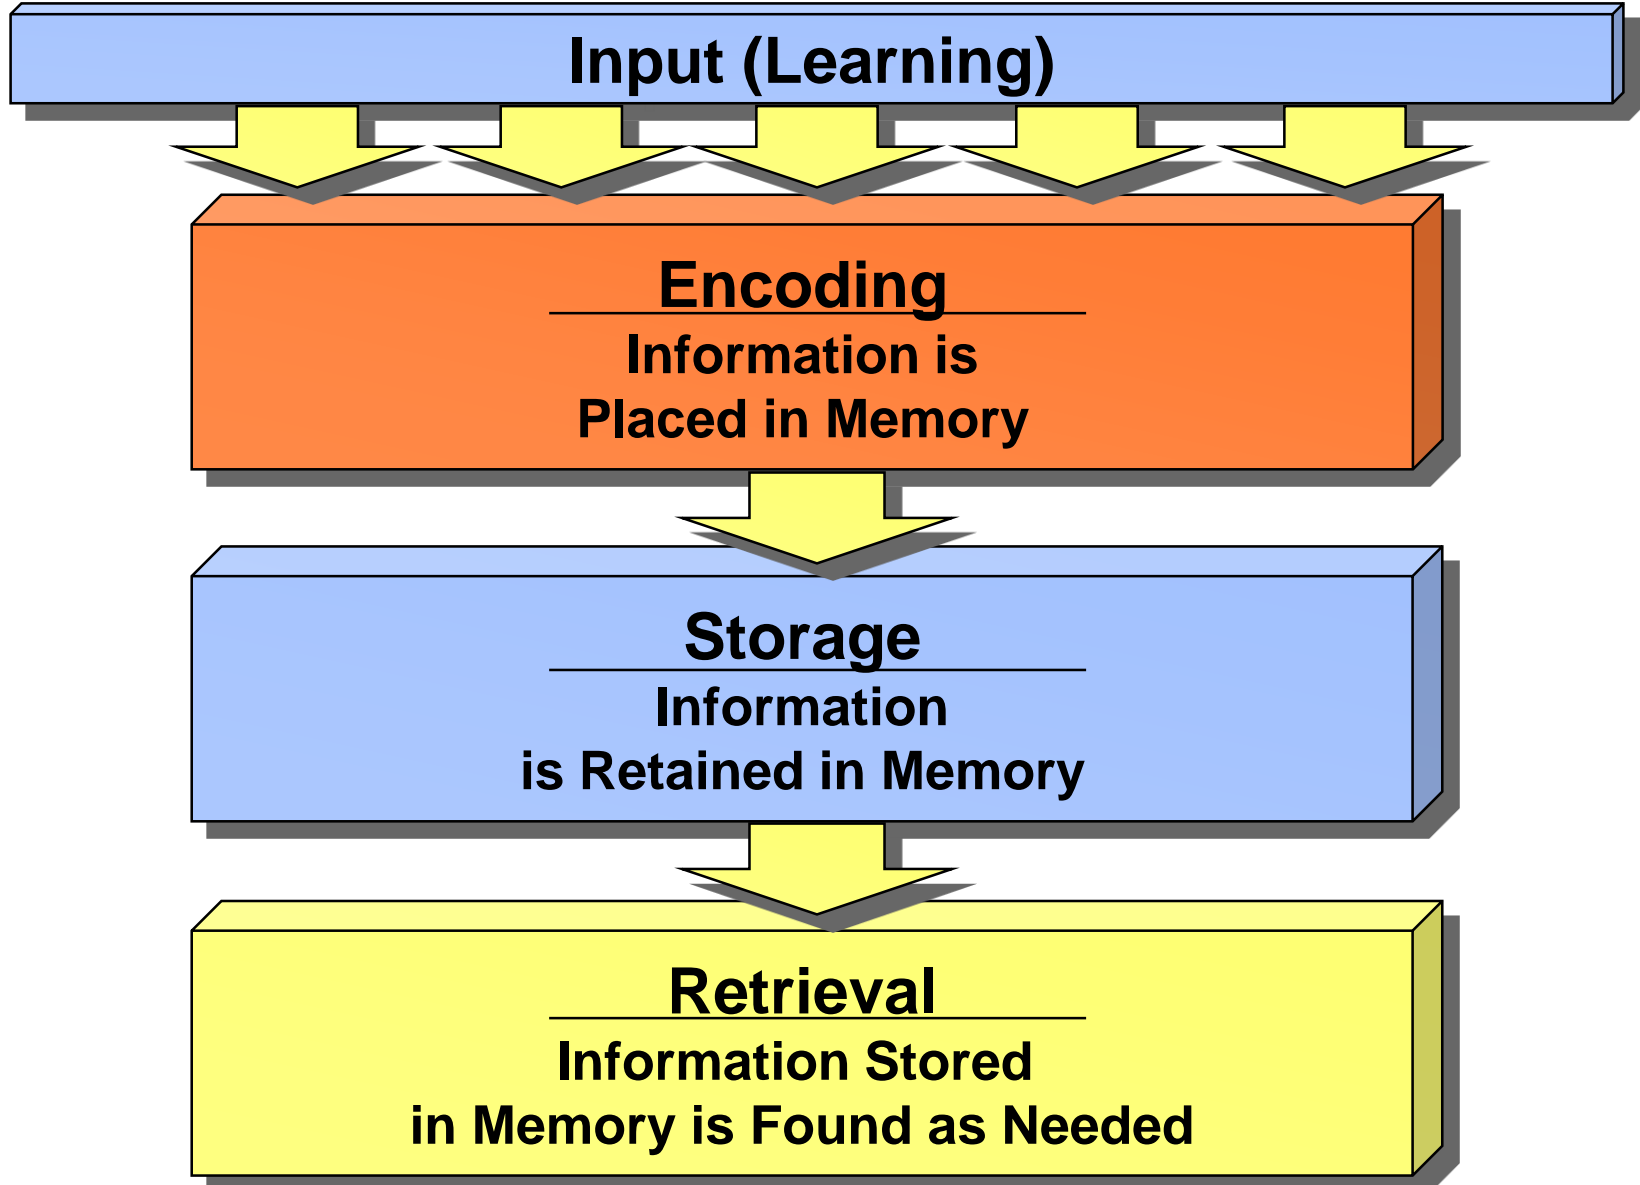 Input (Learning)
Encoding
Information is
Placed in Memory
Storage
Information
is Retained in Memory
Retrieval
Information Stored
in Memory is Found as Needed